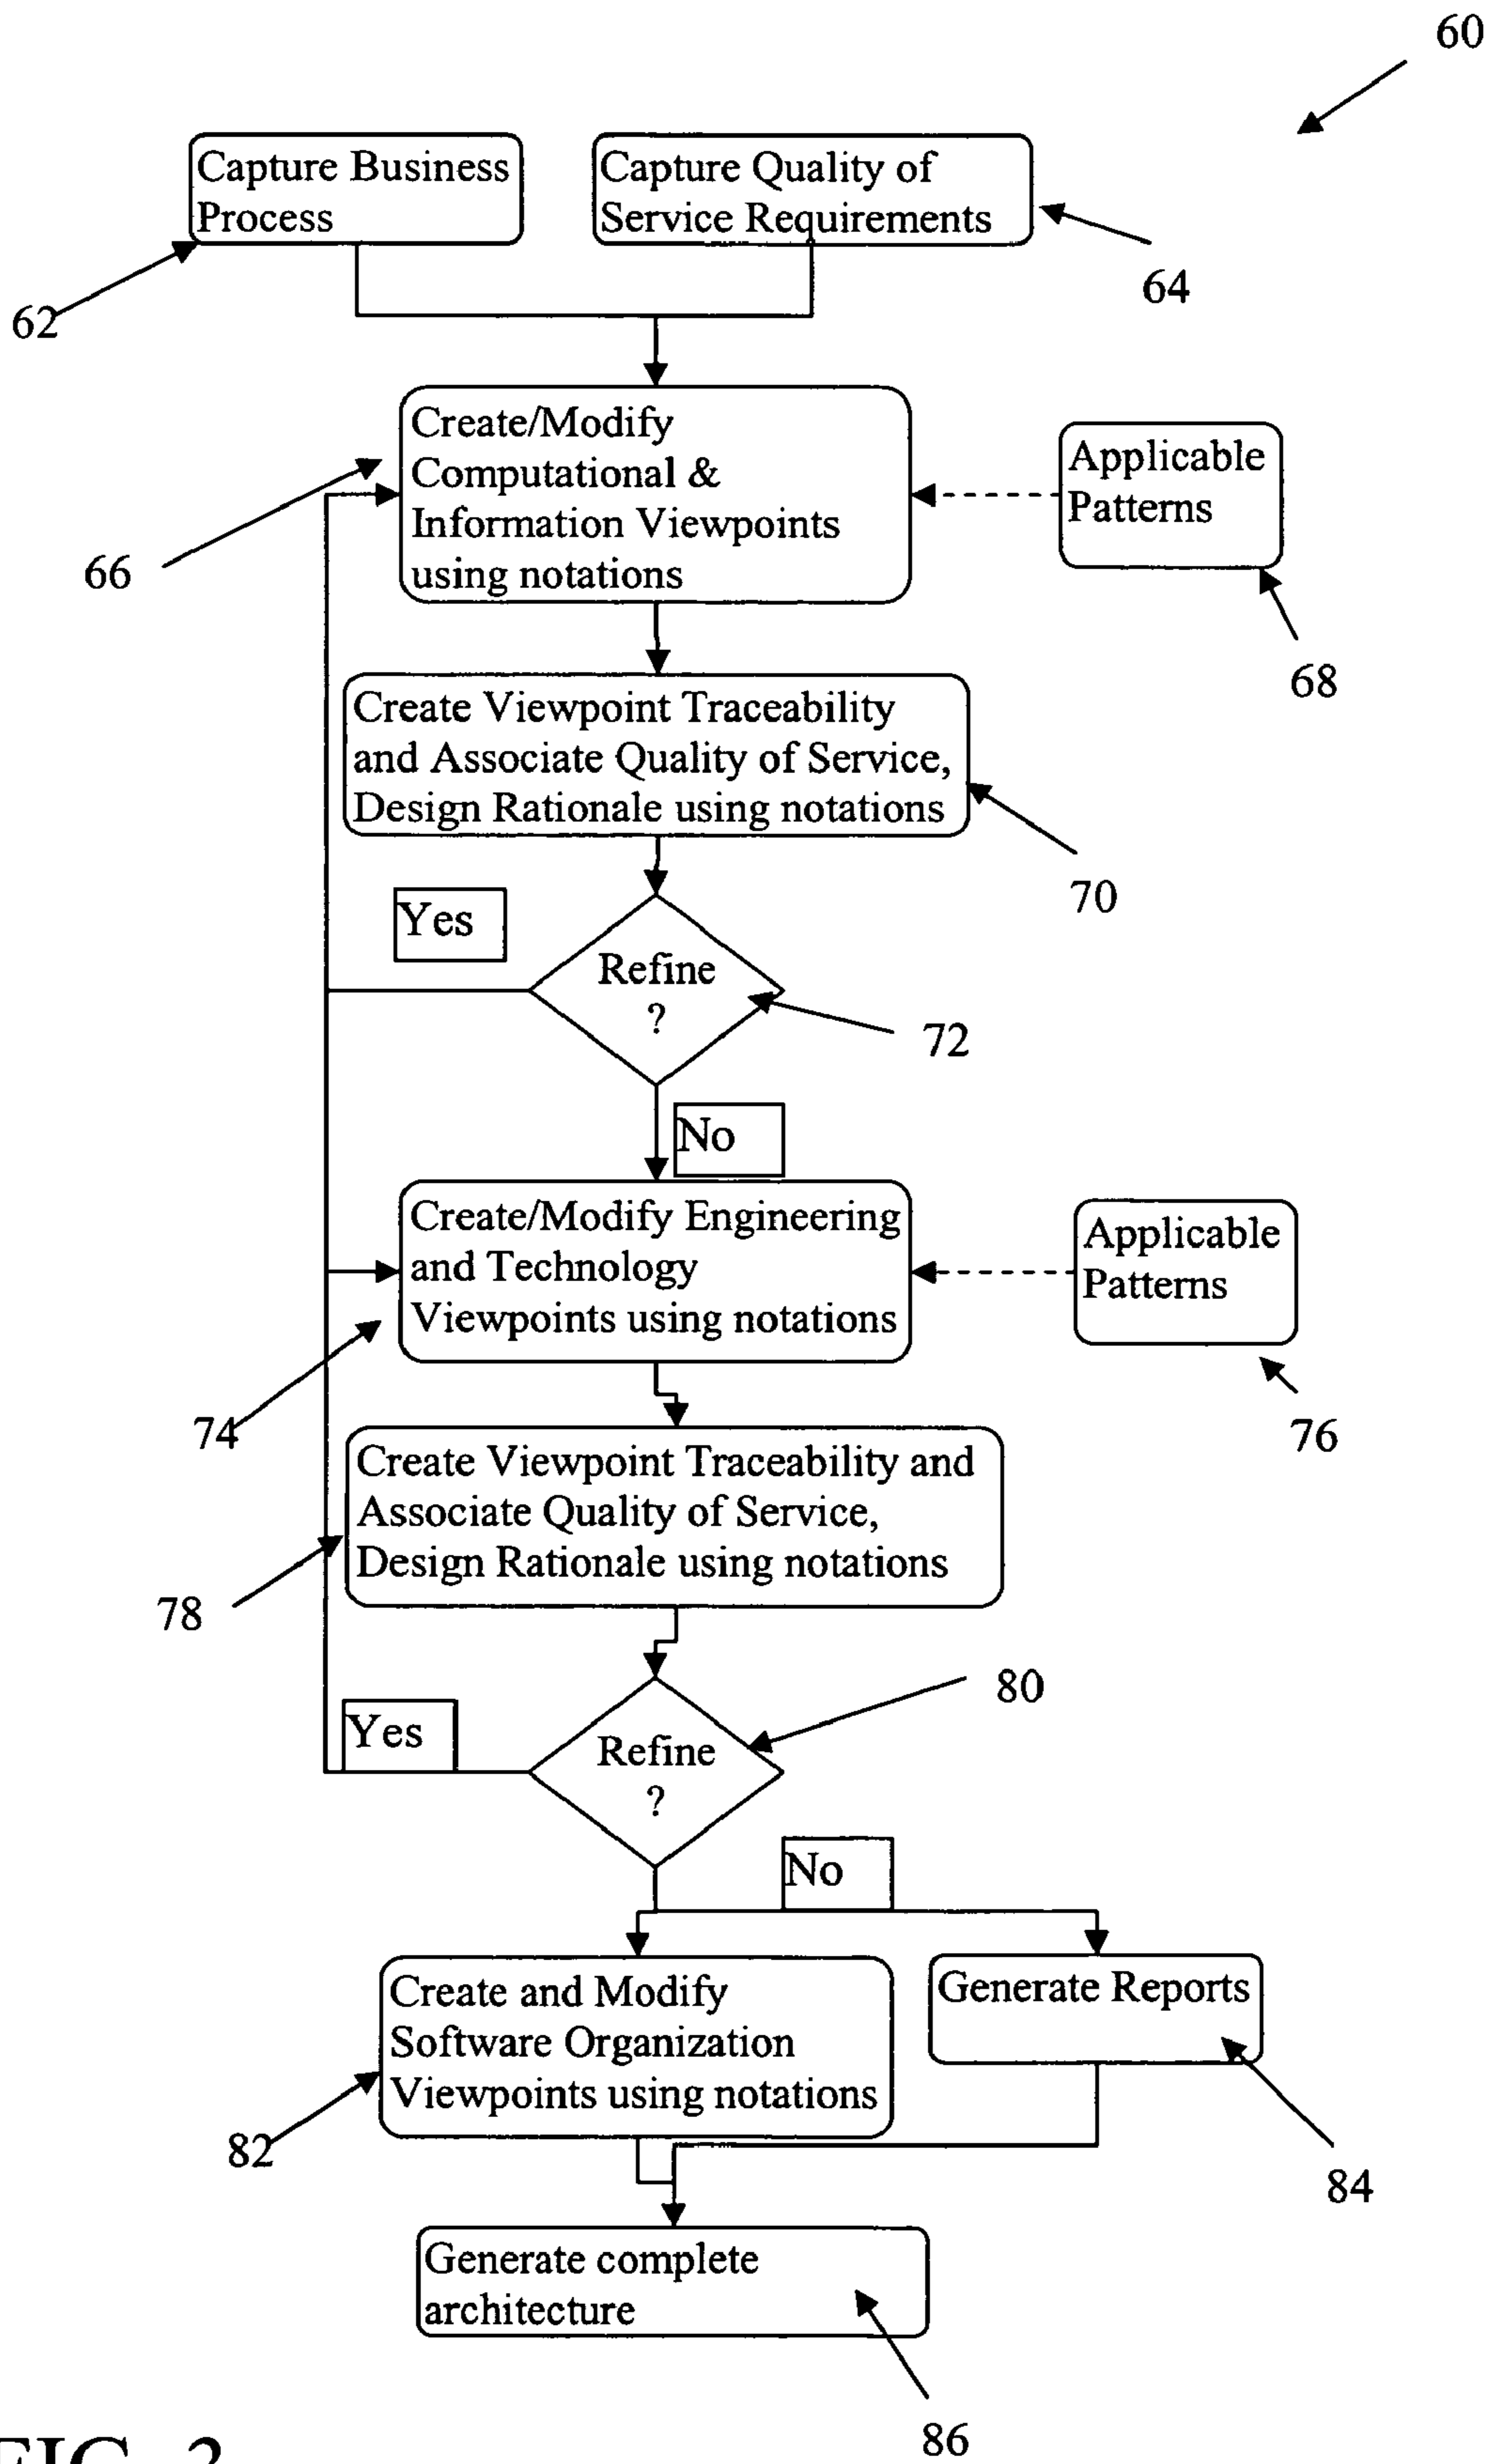 60
Capture Business
Process
Capture Quality of
Service Requirements
62
64
Create/Modify
Computational &
Information Viewpoints
using notations
Applicable
Patterns
66
68
Create Viewpoint Traceability
and Associate Quality of Service,
Design Rationale using notations
70
Yes
Refine
?
72
No
Create/Modify Engineering
and Technology
Viewpoints using notations
Applicable
Patterns
74
76
Create Viewpoint Traceability and
Associate Quality of Service,
Design Rationale using notations
78
80
Yes
Refine
?
No
Create and Modify
Software Organization
Viewpoints using notations
Generate Reports
82
84
Generate complete
architecture
86